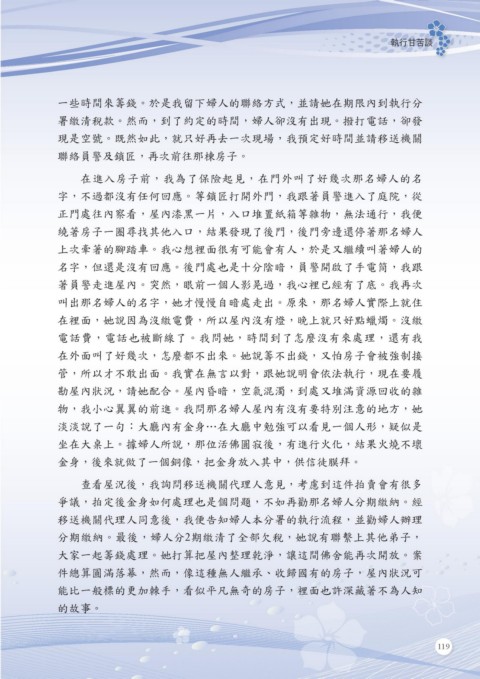 執行甘苦談
一些時間來籌錢。於是我留下婦人的聯絡方式，並請她在期限內到執行分
署繳清稅款。然而，到了約定的時間，婦人卻沒有出現。撥打電話，卻發
現是空號。既然如此，就只好再去一次現場，我預定好時間並請移送機關
聯絡員警及鎖匠，再次前往那棟房子。
在進入房子前，我為了保險起見，在門外叫了好幾次那名婦人的名
字，不過都沒有任何回應。等鎖匠打開外門，我跟著員警進入了庭院，從
正門處往內察看，屋內漆黑一片，入口堆置紙箱等雜物，無法通行，我便
繞著房子一圈尋找其他入口，結果發現了後門，後門旁邊還停著那名婦人
上次牽著的腳踏車。我心想裡面很有可能會有人，於是又繼續叫著婦人的
名字，但還是沒有回應。後門處也是十分陰暗，員警開啟了手電筒，我跟
著員警走進屋內。突然，眼前一個人影晃過，我心裡已經有了底。我再次
叫出那名婦人的名字，她才慢慢自暗處走出。原來，那名婦人實際上就住
在裡面，她說因為沒繳電費，所以屋內沒有燈，晚上就只好點蠟燭。沒繳
電話費，電話也被斷線了。我問她，時間到了怎麼沒有來處理，還有我
在外面叫了好幾次，怎麼都不出來。她說籌不出錢，又怕房子會被強制接
管，所以才不敢出面。我實在無言以對，跟她說明會依法執行，現在要履
勘屋內狀況，請她配合。屋內昏暗，空氣混濁，到處又堆滿資源回收的雜
物，我小心翼翼的前進。我問那名婦人屋內有沒有要特別注意的地方，她
淡淡說了一句：大廳內有金身…在大廳中勉強可以看見一個人形，疑似是
坐在大桌上。據婦人所說，那位活佛圓寂後，有進行火化，結果火燒不壞
金身，後來就做了一個銅像，把金身放入其中，供信徒膜拜。
查看屋況後，我詢問移送機關代理人意見，考慮到這件拍賣會有很多
爭議，拍定後金身如何處理也是個問題，不如再勸那名婦人分期繳納。經
移送機關代理人同意後，我便告知婦人本分署的執行流程，並勸婦人辦理
分期繳納。最後，婦人分2期繳清了全部欠稅，她說有聯繫上其他弟子，
大家一起籌錢處理。她打算把屋內整理乾淨，讓這間佛舍能再次開放。案
件總算圓滿落幕，然而，像這種無人繼承、收歸國有的房子，屋內狀況可
能比一般標的更加棘手，看似平凡無奇的房子，裡面也許深藏著不為人知
的故事。
119